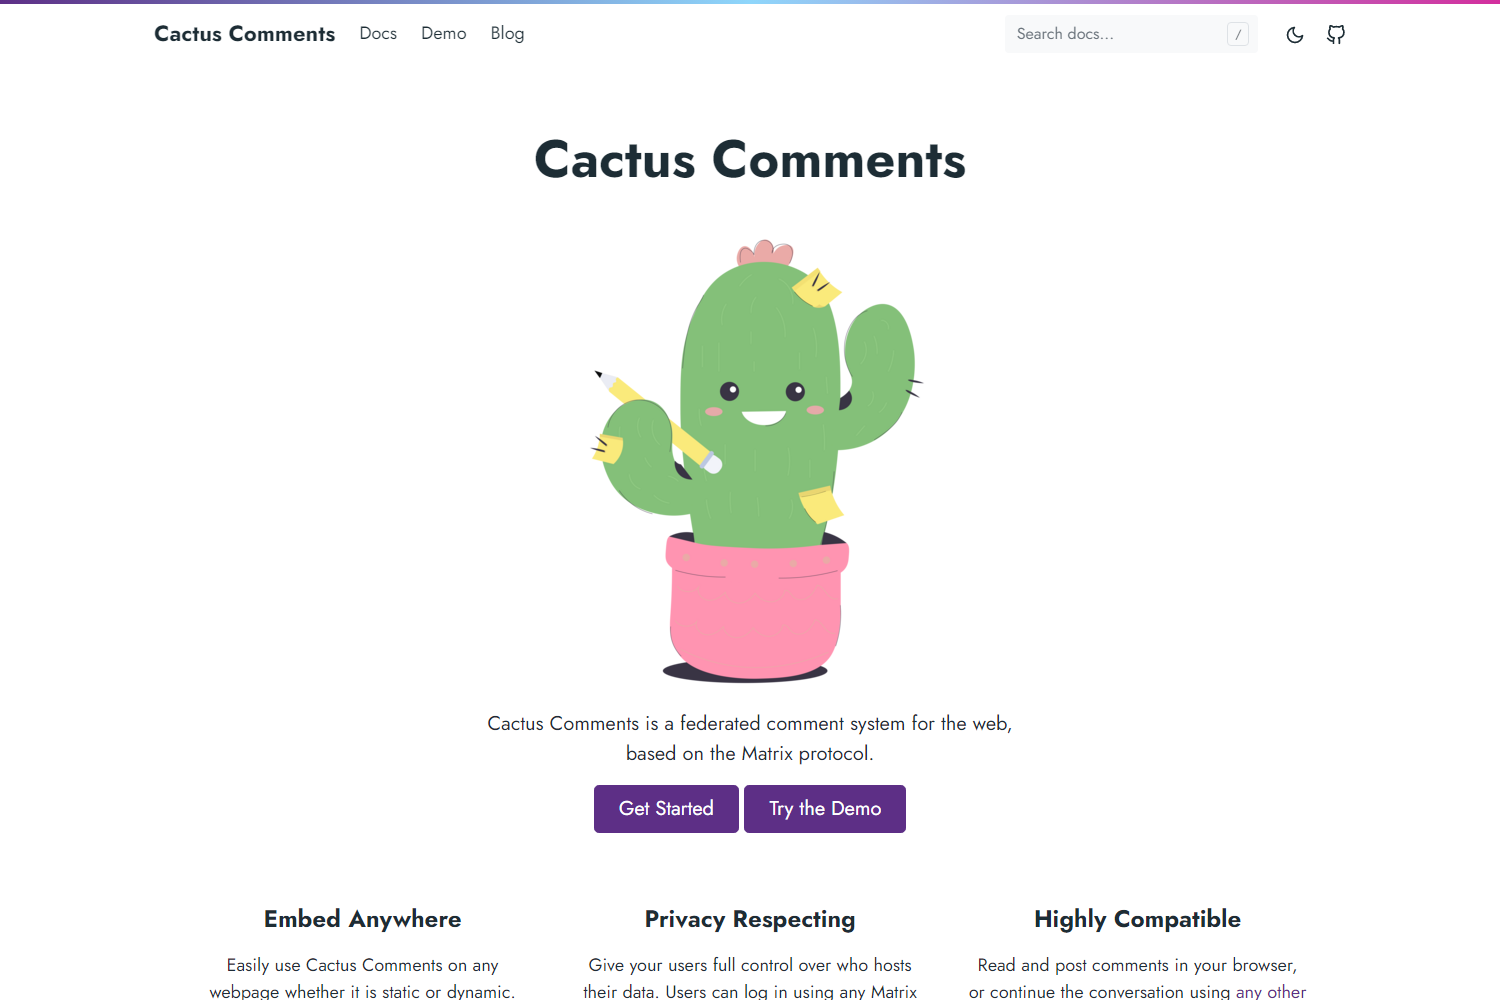 Cactus Comments Docs Demo Blog Search docs... /
Cactus Comments
Cactus Comments is a federated comment system for the web,
based on the Matrix protocol.
Get Started Try the Demo
Embed Anywhere
Easily use Cactus Comments on any
webpage whether it is static or dynamic.
Privacy Respecting
Give your users full control over who hosts
their data. Users can log in using any Matrix
Highly Compatible
Read and post comments in your browser,
or continue the conversation using any other